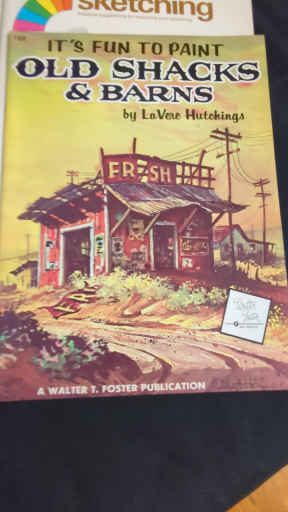 sketching
IT'S FUN TO PAINT
OLD SHACKS
& BARNS
by LaVere Hutchings
FRESH
A WALTER T. FOSTER PUBLICATION